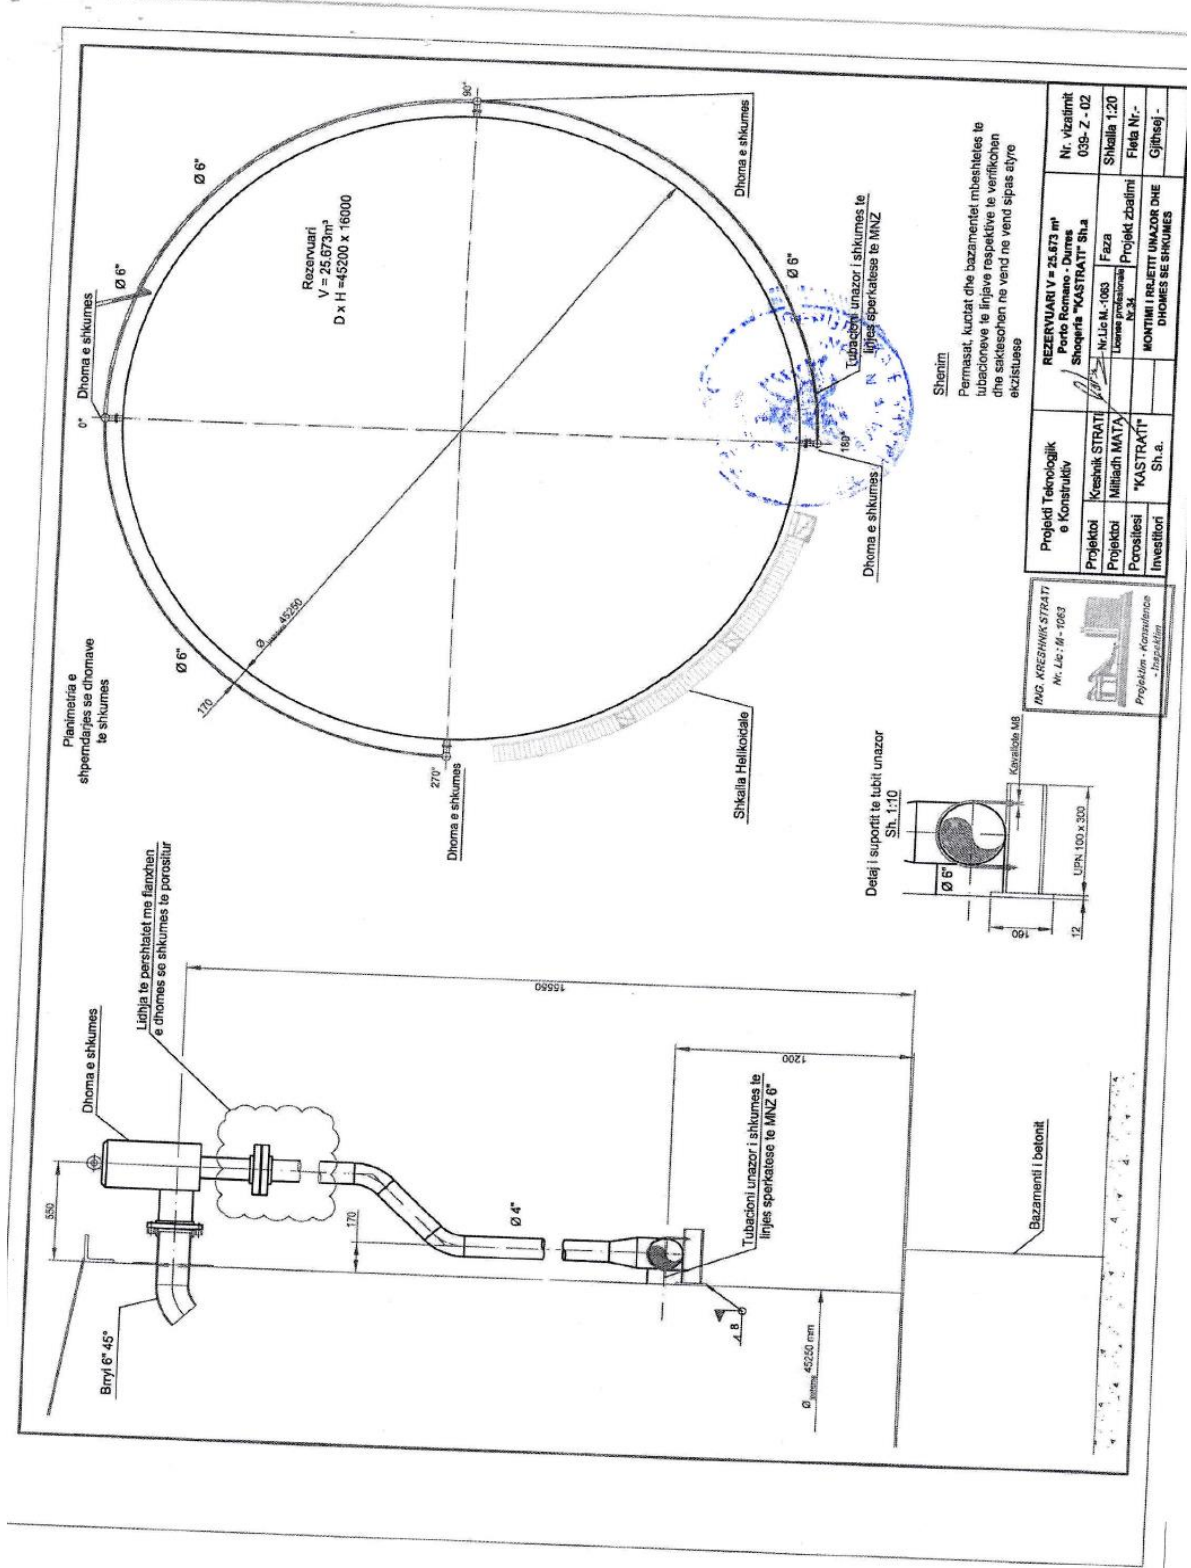 Planimetria e
shperndarjes se dhomave
te shkumes
0°
Dhoma e shkumes
Ø 6"
Ø 6"
90°
Dhoma e shkumes
Rezervuari
V = 25.673m³
D x H =45200 x 16000
170
Ø 45250
Ø 6"
270°
Dhoma e shkumes
Shkalla Helikoidale
Ø 6"
Tubacioni unazor i shkumes te
linjes sperkatese te MNZ
180°
Dhoma e shkumes
Shenim
Permasat, kuotat dhe bazamentet mbeshtetes te
tubacioneve te linjave respektive te verifikohen
dhe saktesohen ne vend ne vend sipas atyre
ekzistuese
Dhoma e shkumes
Lidhja te pershtatet me flanxhen
e dhomes se shkumes te porositur
550
Brryl 6" 45°
170
Ø 4"
15550
1200
Tubacioni unazor i shkumes te
linjes sperkatese te MNZ 6"
Ø 45250 mm
Bazamenti i betonit
Detaj i suportit te tubit unazor
Sh. 1:10
Ø 6"
Kavallote M8
160
12
UPN 100 x 300
ING. KRESHNIK STRATI
Nr. Lic : M - 1063
Projektim - Konsulence
- Inspektim
Projekti Teknologjik
e Konstruktiv
REZERVUARI V = 25.673 m³
Porto Romano - Durres
Shoqeria "KASTRATI" Sh.a
Nr. vizatimit
039- Z - 02
Projektoi Kreshnik STRATI Nr.Lic M.-1063 Faza Shkalla 1:20
Projektoi Miltiadh MATA License profesionale Nr.34 Projekt zbatimi Fleta Nr.-
Porositesi "KASTRATI"
Investitori Sh.a.
MONTIMI I RRJETIT UNAZOR DHE
DHOMES SE SHKUMES
Gjithsej -